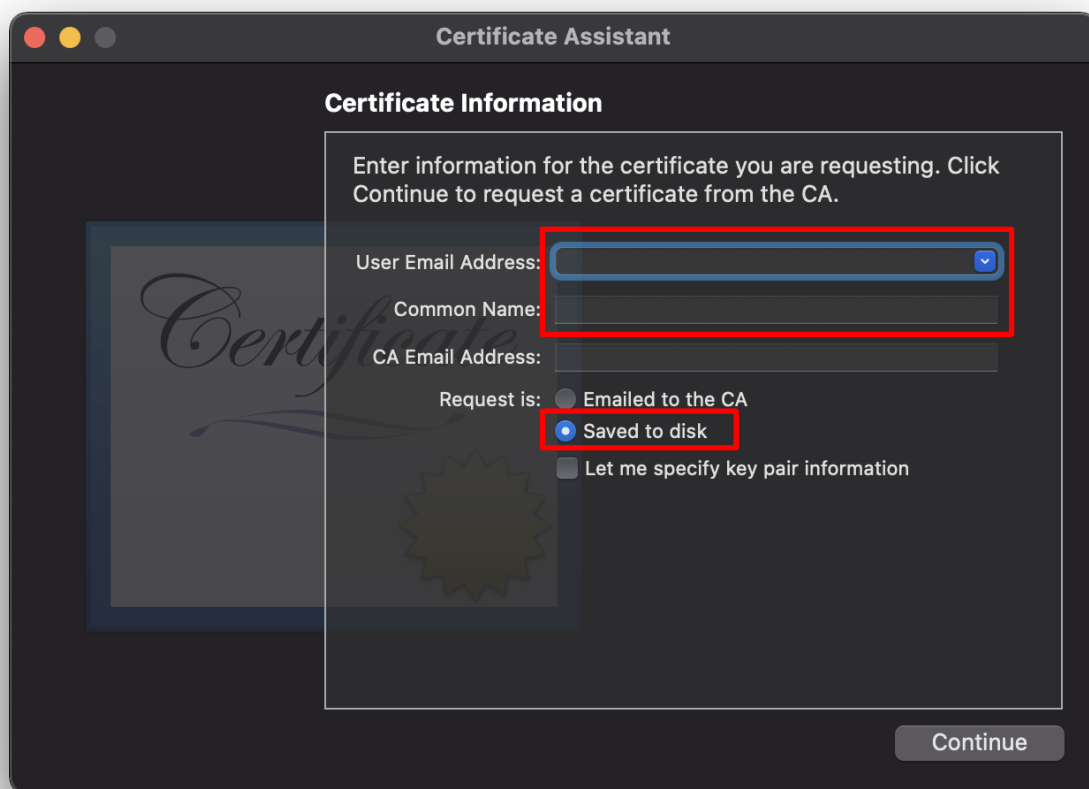 Certificate Assistant
Certificate Information
Enter information for the certificate you are requesting. Click
Continue to request a certificate from the CA.
Certificate
User Email Address:
Common Name:
CA Email Address:
Request is:
Emailed to the CA
Saved to disk
Let me specify key pair information
Continue